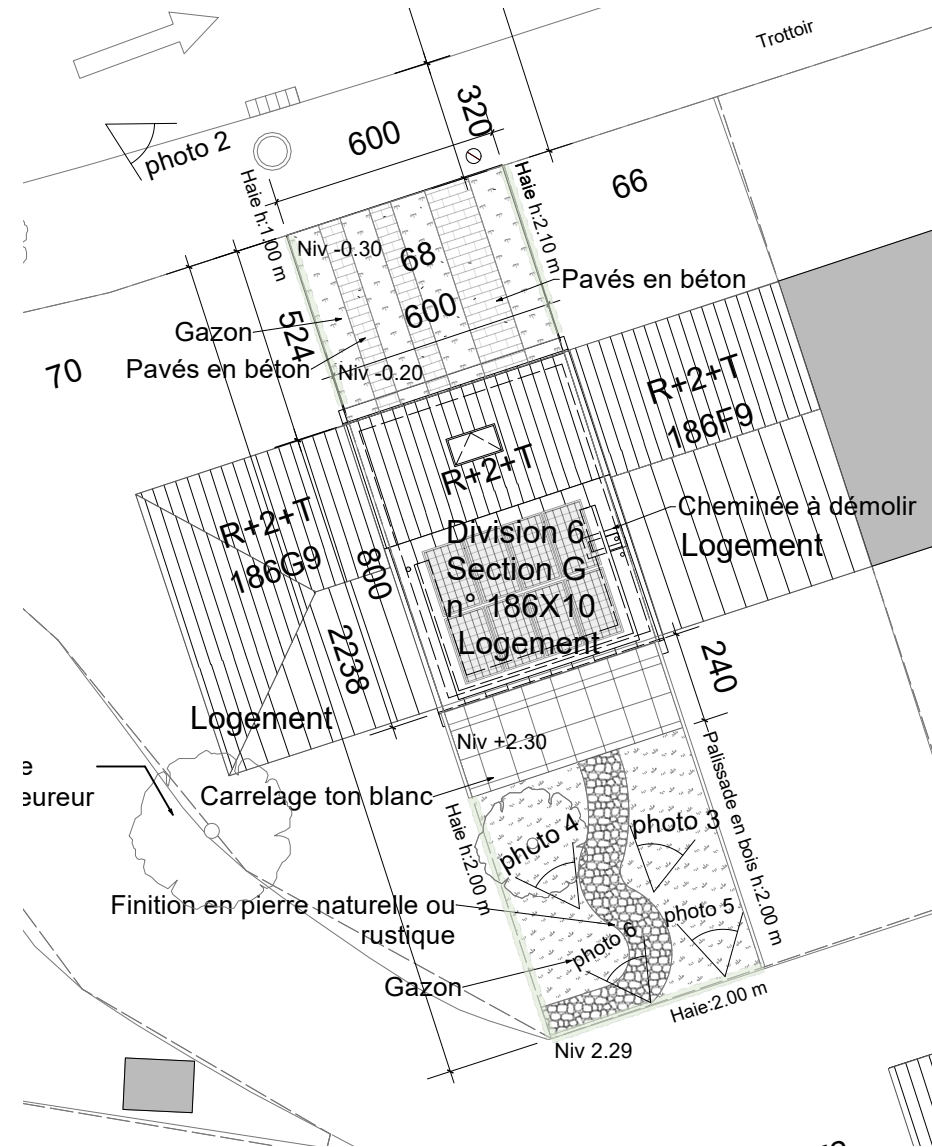 Trottoir
320
600
photo 2
66
Haie h:1.00 m
Haie h:2.10 m
Niv -0.30
68
Pavés en béton
600
524
Gazon
70
Pavés en béton
Niv -0.20
R+2+T
186F9
R+2+T
R+2+T
186G9
Cheminée à démolir
Division 6
Section G
n° 186X10
Logement
Logement
800
2238
240
Logement
Niv +2.30
Palissade en bois h:2.00 m
e
eureur
Carrelage ton blanc
Haie h:2.00 m
photo 4
photo 3
Finition en pierre naturelle ou
rustique
photo 5
photo 6
Gazon
Haie:2.00 m
Niv 2.29